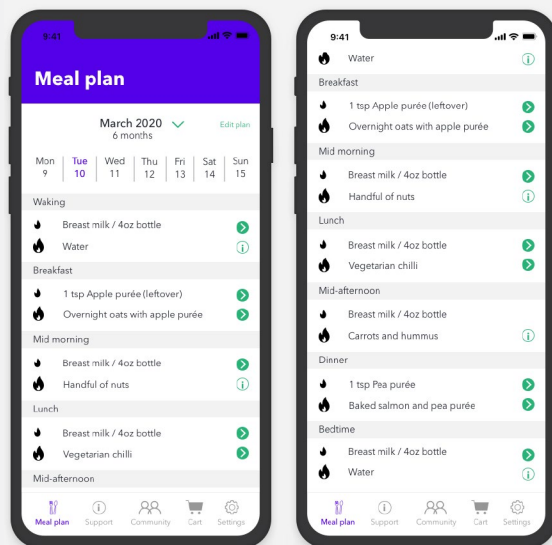 9:41
Meal plan
March 2020
6 months
Edit plan
Mon Tue Wed Thu Fri Sat Sun
9 10 11 12 13 14 15
Waking
Breast milk / 4oz bottle
Water
Breakfast
1 tsp Apple purée (leftover)
Overnight oats with apple purée
Mid morning
Breast milk / 4oz bottle
Handful of nuts
Lunch
Breast milk / 4oz bottle
Vegetarian chilli
Mid-afternoon
Meal plan Support Community Cart Settings
9:41
Water
Breakfast
1 tsp Apple purée (leftover)
Overnight oats with apple purée
Mid morning
Breast milk / 4oz bottle
Handful of nuts
Lunch
Breast milk / 4oz bottle
Vegetarian chilli
Mid-afternoon
Breast milk / 4oz bottle
Carrots and hummus
Dinner
1 tsp Pea purée
Baked salmon and pea purée
Bedtime
Breast milk / 4oz bottle
Water
Meal plan Support Community Cart Settings